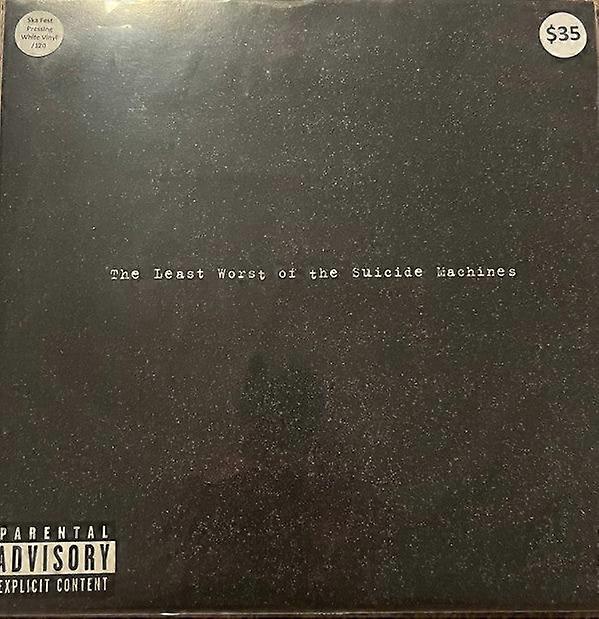 Ska Fest
Pressing
White Vinyl
/120
$35
The Least Worst of the Suicide Machines
PARENTAL
ADVISORY
EXPLICIT CONTENT